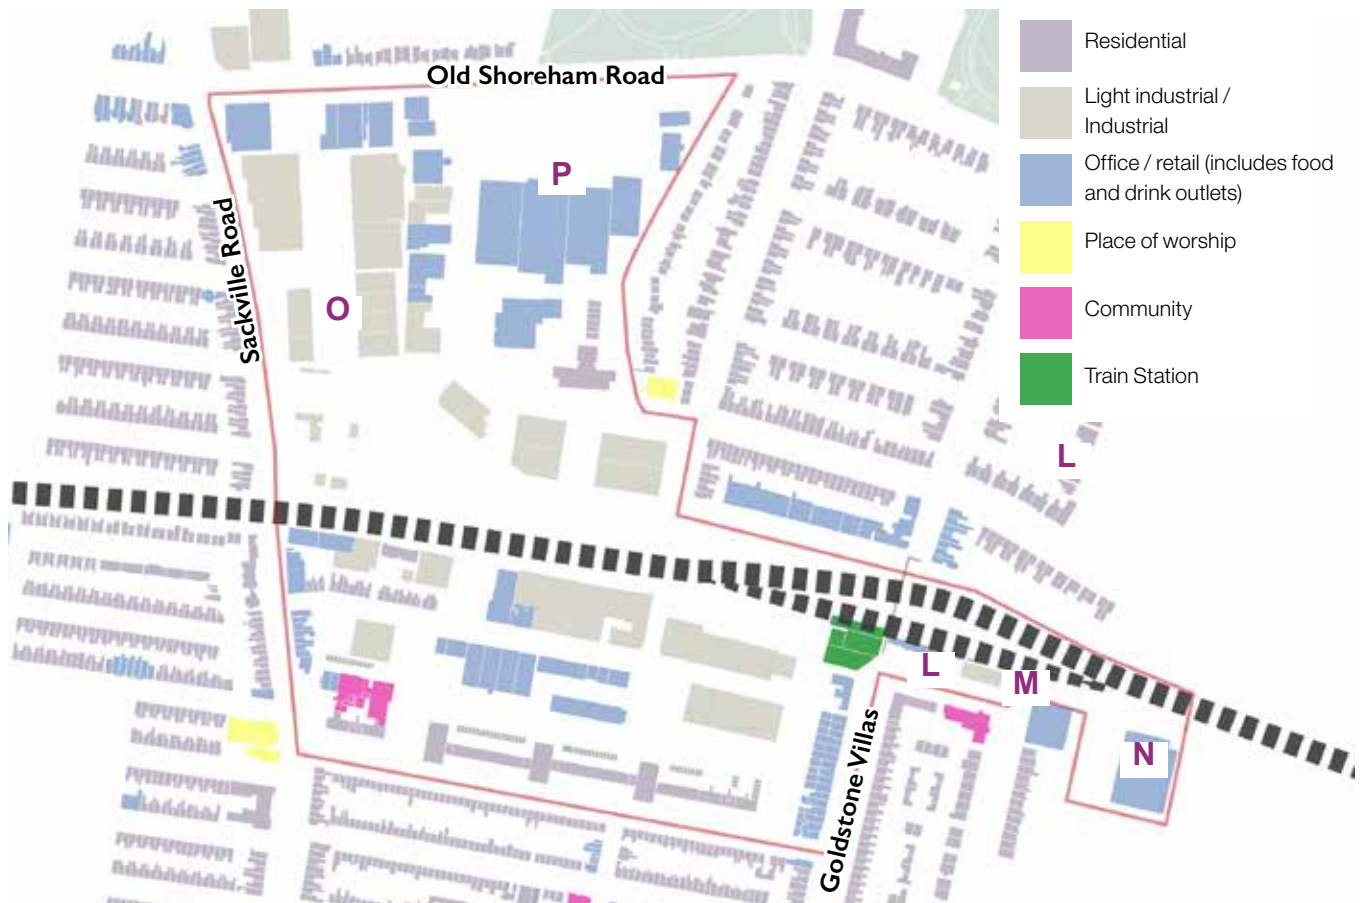 Residential
Light industrial /
Industrial
Office / retail (includes food
and drink outlets)
Place of worship
Community
Train Station
Old Shoreham Road
P
Sackville Road
O
L
L
M
N
Goldstone Villas